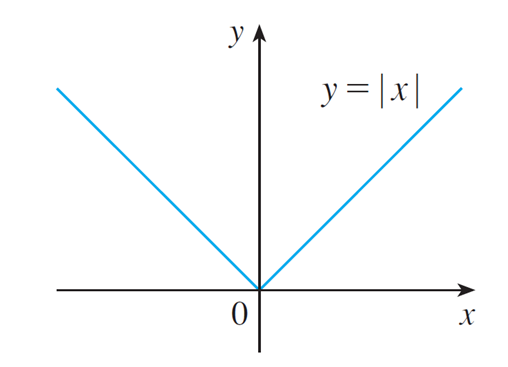 y
y = |x|
0
x